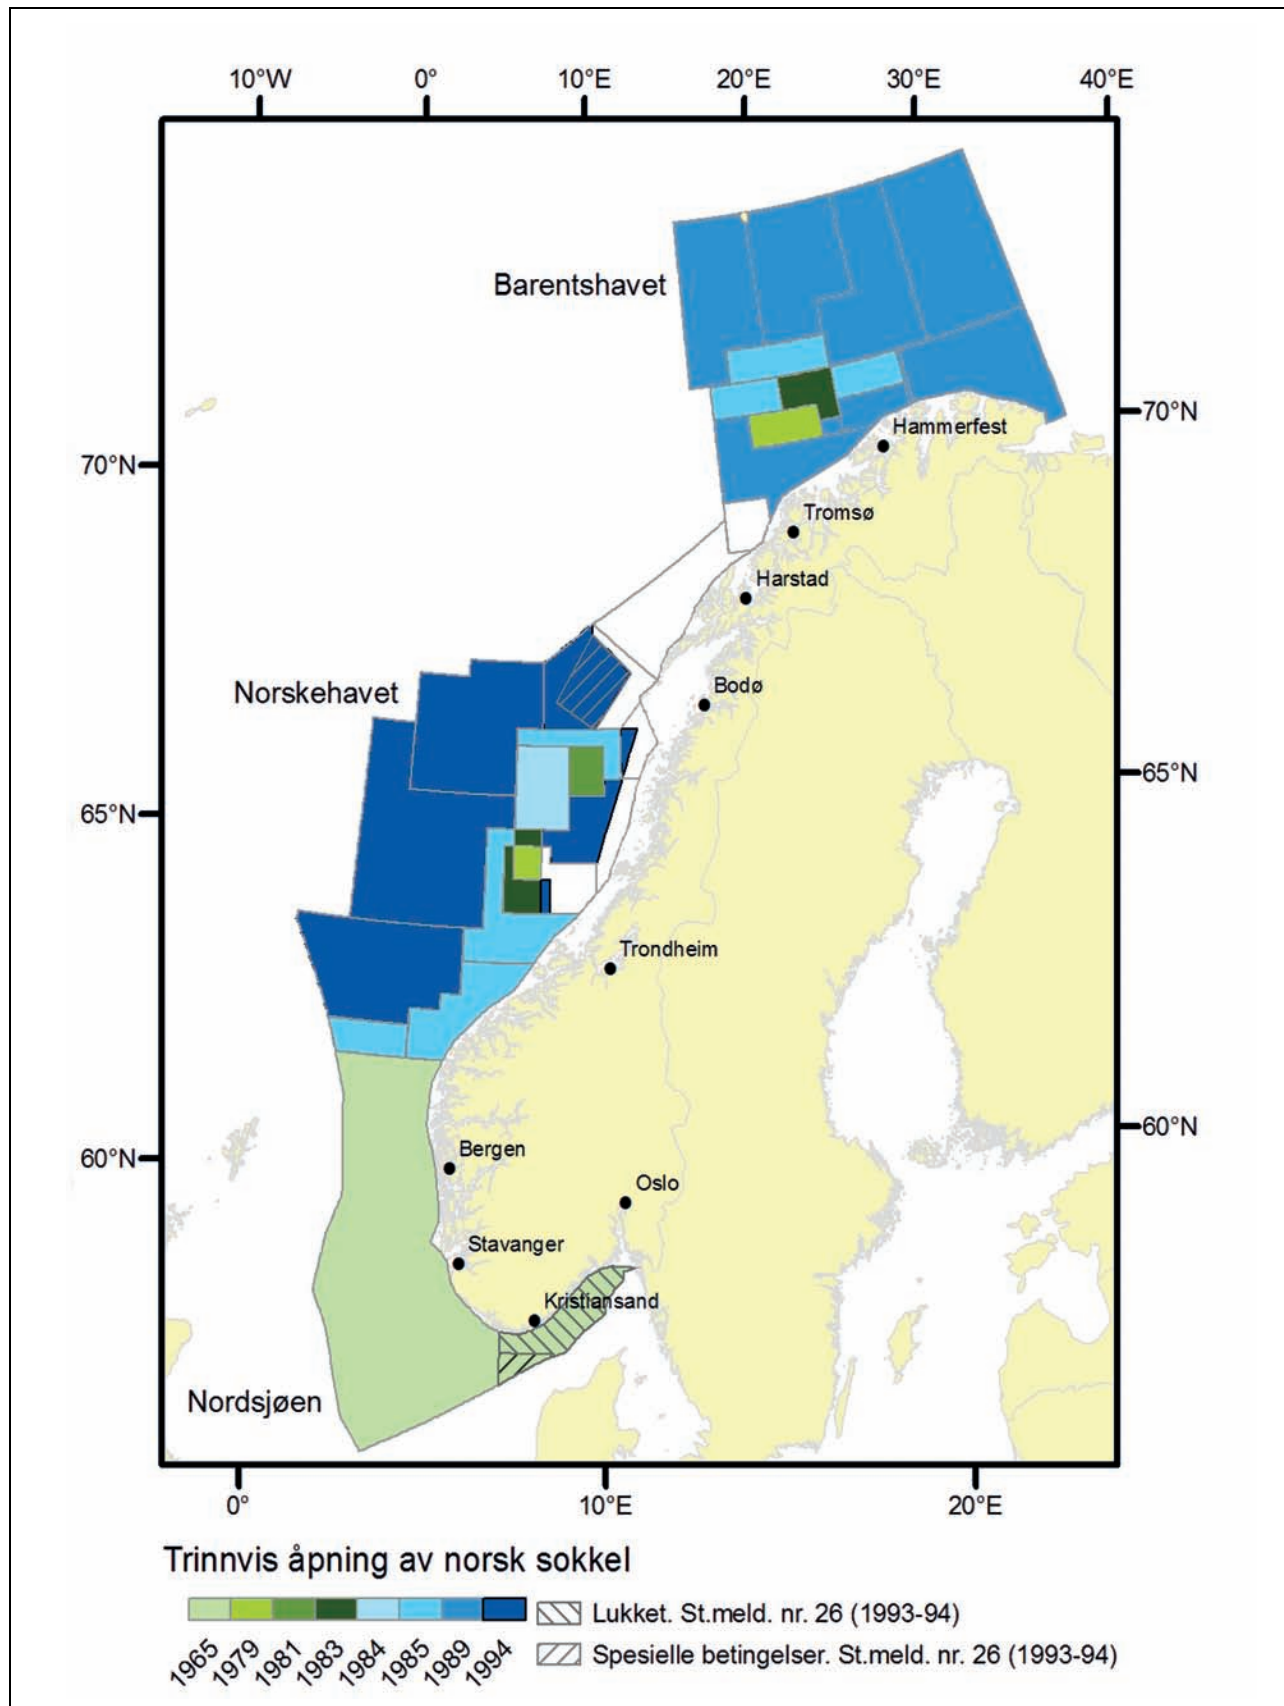 10°W 0° 10°E 20°E 30°E 40°E
Barentshavet
70°N
Hammerfest
70°N
Tromsø
Harstad
Norskehavet
Bodø
65°N
65°N
Trondheim
60°N
Bergen
60°N
Oslo
Stavanger
Kristiansand
Nordsjøen
0° 10°E 20°E
Trinnvis åpning av norsk sokkel
Lukket. St.meld. nr. 26 (1993-94)
1965 1979 1981 1983 1984 1985 1989 1994
Spesielle betingelser. St.meld. nr. 26 (1993-94)